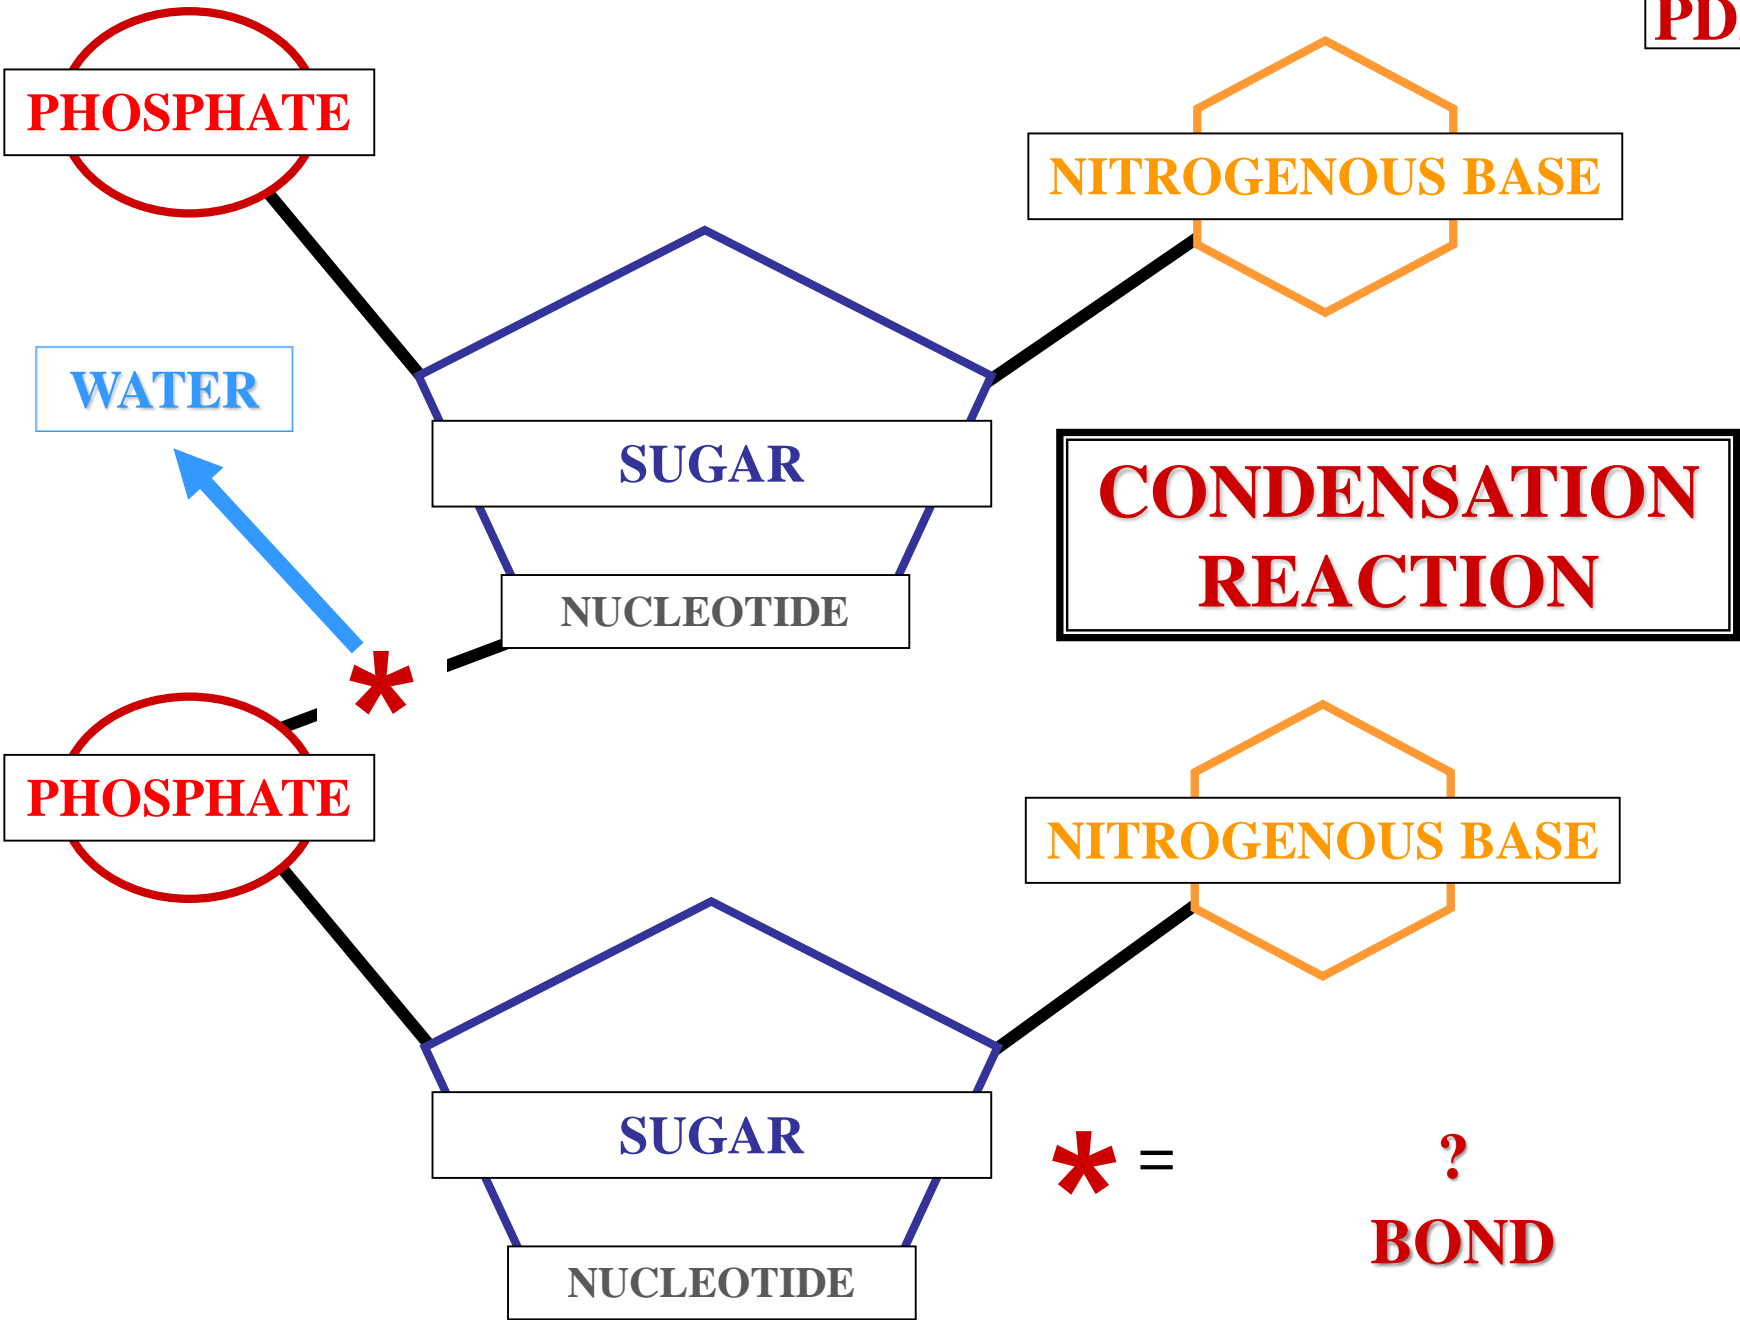 PHOSPHATE
NITROGENOUS BASE
WATER
SUGAR
CONDENSATION
REACTION
NUCLEOTIDE
*
PHOSPHATE
NITROGENOUS BASE
SUGAR
* = ?
BOND
NUCLEOTIDE